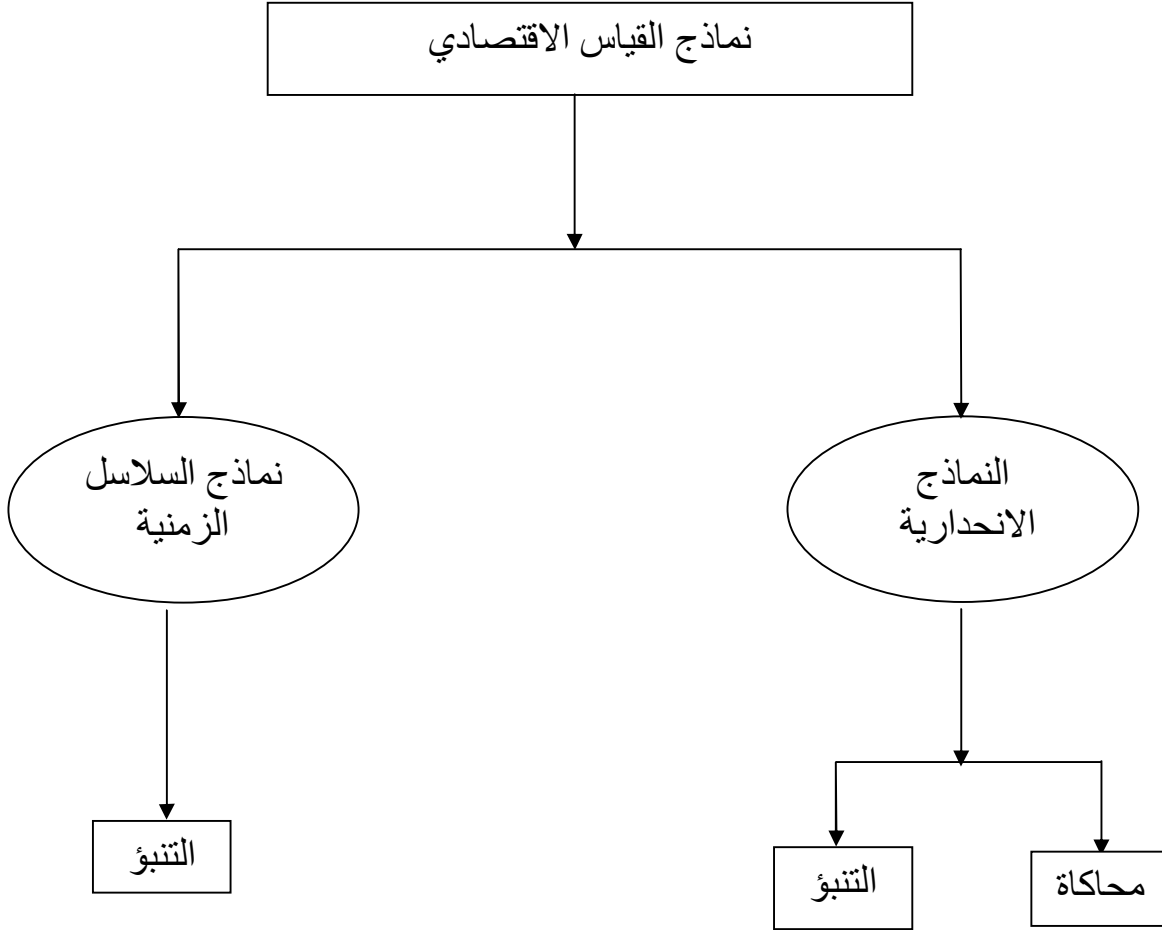 نماذج القياس الاقتصادي
النماذج
الانحدارية
نماذج السلاسل
الزمنية
محاكاة
التنبؤ
التنبؤ